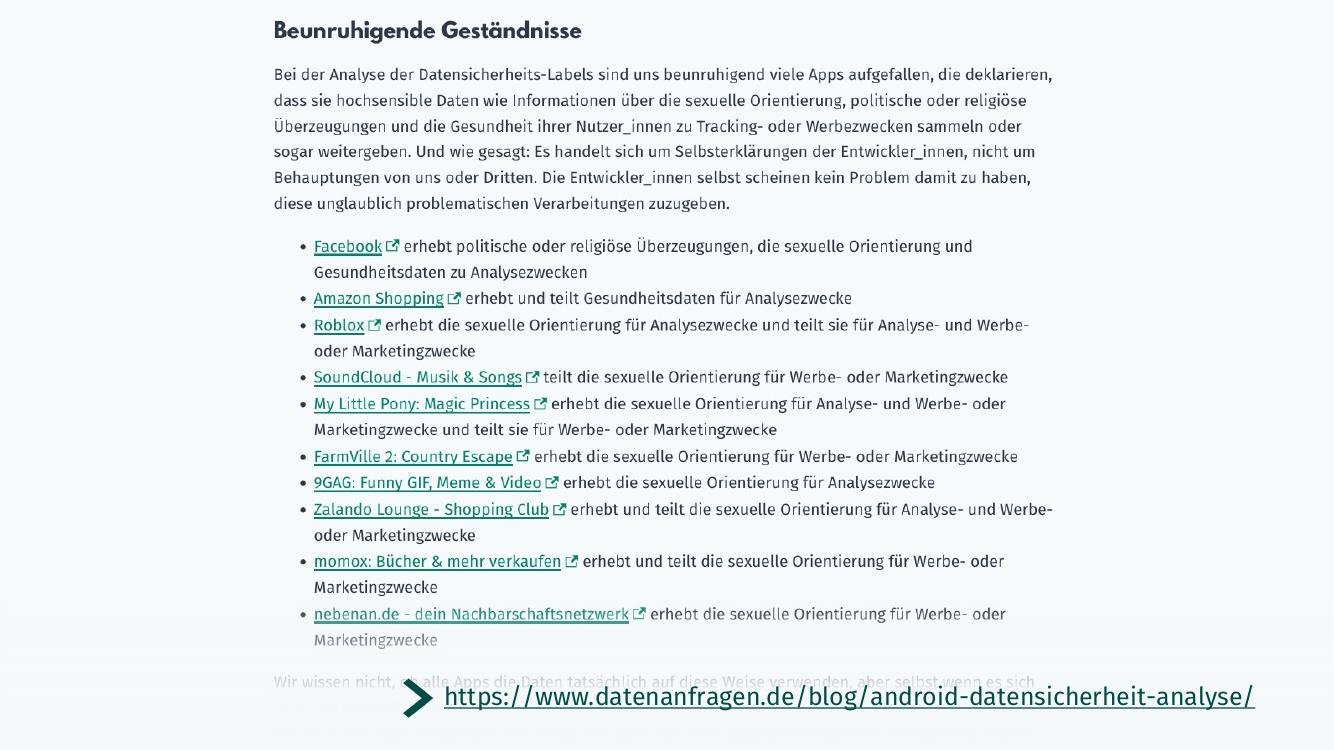 Beunruhigende Geständnisse
Bei der Analyse der Datensicherheits-Labels sind uns beunruhigend viele Apps aufgefallen, die deklarieren,
dass sie hochsensible Daten wie Informationen über die sexuelle Orientierung, politische oder religiöse
Überzeugungen und die Gesundheit ihrer Nutzer_innen zu Tracking- oder Werbezwecken sammeln oder
sogar weitergeben. Und wie gesagt: Es handelt sich um Selbsterklärungen der Entwickler_innen, nicht um
Behauptungen von uns oder Dritten. Die Entwickler_innen selbst scheinen kein Problem damit zu haben,
diese unglaublich problematischen Verarbeitungen zuzugeben.
• Facebook erhebt politische oder religiöse Überzeugungen, die sexuelle Orientierung und
Gesundheitsdaten zu Analysezwecken
• Amazon Shopping erhebt und teilt Gesundheitsdaten für Analysezwecke
• Roblox erhebt die sexuelle Orientierung für Analysezwecke und teilt sie für Analyse- und Werbe-
oder Marketingzwecke
• SoundCloud - Musik & Songs teilt die sexuelle Orientierung für Werbe- oder Marketingzwecke
• My Little Pony: Magic Princess erhebt die sexuelle Orientierung für Analyse- und Werbe- oder
Marketingzwecke und teilt sie für Werbe- oder Marketingzwecke
• FarmVille 2: Country Escape erhebt die sexuelle Orientierung für Werbe- oder Marketingzwecke
• 9GAG: Funny GIF, Meme & Video erhebt die sexuelle Orientierung für Analysezwecke
• Zalando Lounge - Shopping Club erhebt und teilt die sexuelle Orientierung für Analyse- und Werbe-
oder Marketingzwecke
• momox: Bücher & mehr verkaufen erhebt und teilt die sexuelle Orientierung für Werbe- oder
Marketingzwecke
• nebenan.de - dein Nachbarschaftsnetzwerk erhebt die sexuelle Orientierung für Werbe- oder
Marketingzwecke
Wir wissen nicht, ob alle Apps die Daten tatsächlich auf diese Weise verwenden, aber selbst wenn es sich
https://www.datenanfragen.de/blog/android-datensicherheit-analyse/